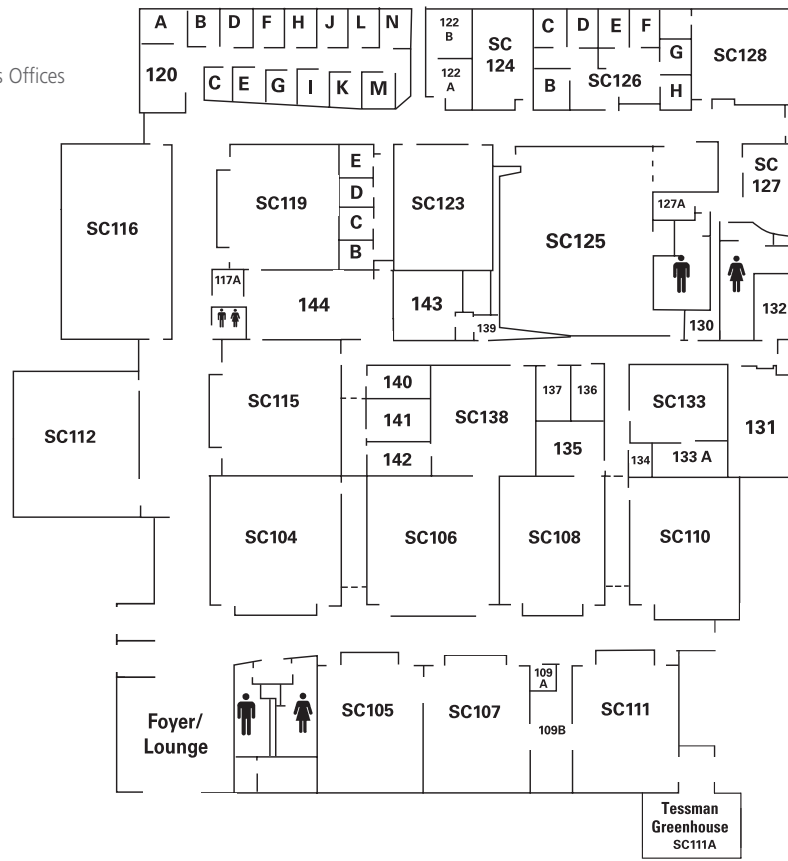 A B D F H J L N
120
C E G I K M
s Offices
122
B
122
A
SC
124
C D E F
G
B
SC126
H
SC128
SC116
SC119
E
D
C
B
SC123
SC125
SC
127
127A
117A
144
143
139
130
132
SC112
SC115
140
141
142
SC138
137
136
135
SC133
134
133 A
131
SC104
SC106
SC108
SC110
Foyer/
Lounge
SC105
SC107
109
A
109B
SC111
Tessman
Greenhouse
SC111A